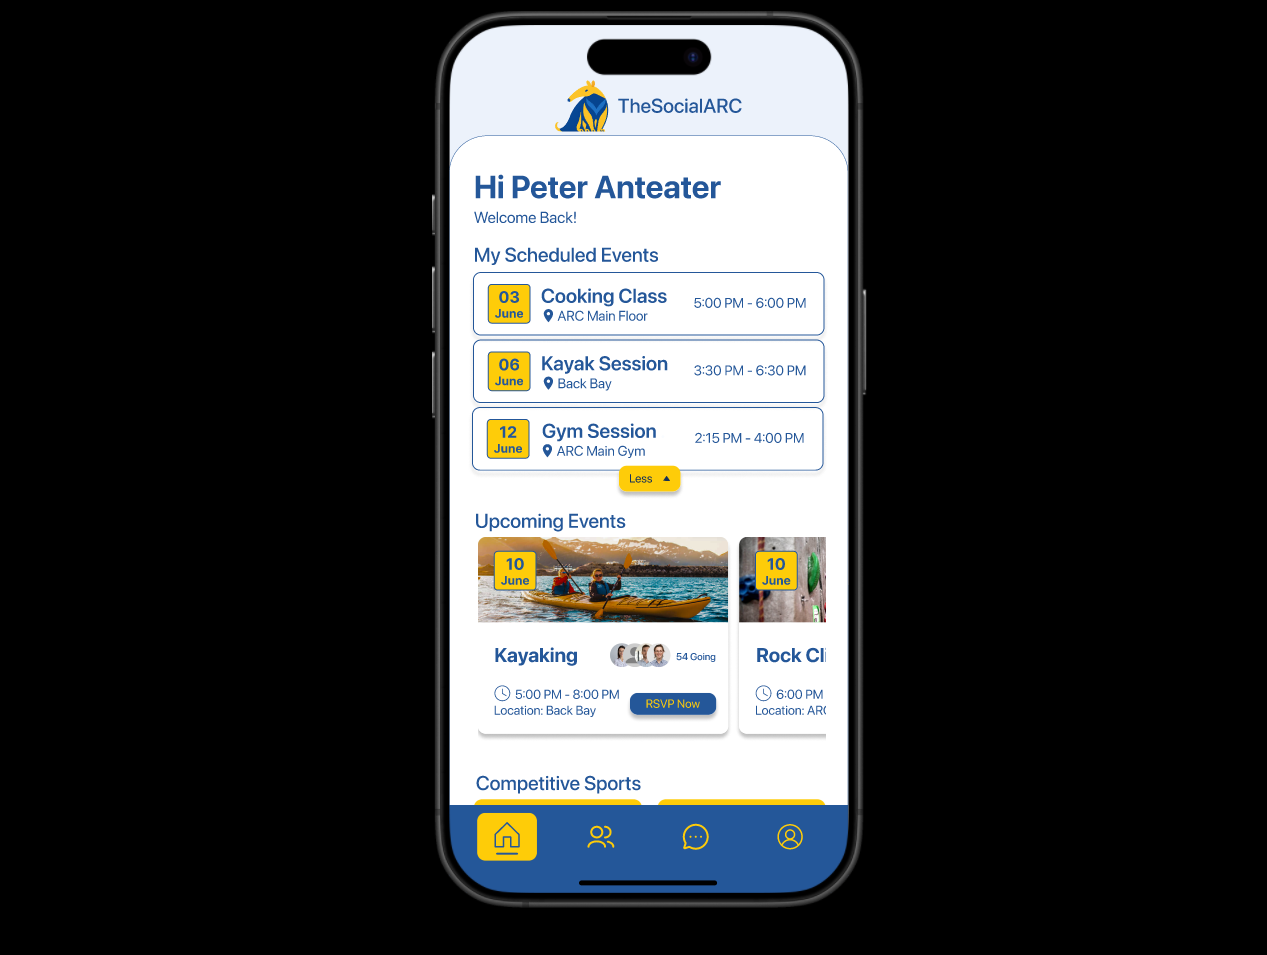 TheSocialARC
Hi Peter Anteater
Welcome Back!
My Scheduled Events
03
June
Cooking Class
ARC Main Floor
5:00 PM - 6:00 PM
06
June
Kayak Session
Back Bay
3:30 PM - 6:30 PM
12
June
Gym Session
ARC Main Gym
2:15 PM - 4:00 PM
Less
Upcoming Events
10
June
Kayaking
54 Going
5:00 PM - 8:00 PM
Location: Back Bay
RSVP Now
10
June
Rock Cli
6:00 PM
Location: ARC
Competitive Sports